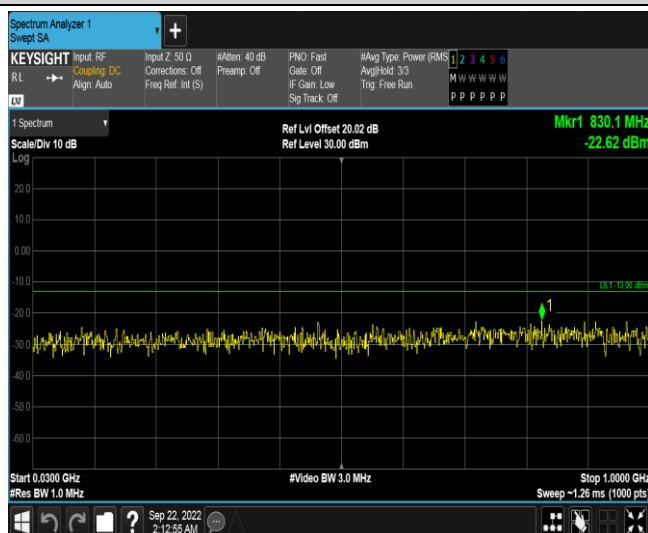 Spectrum Analyzer 1
Swept SA
KEYSIGHT
RL
LXI
Input: RF
Coupling: DC
Align: Auto
Input Z: 50 Ω
Corrections: Off
Freq Ref: Int (S)
#Atten: 40 dB
Preamp: Off
PNO: Fast
Gate: Off
IF Gain: Low
Sig Track: Off
#Avg Type: Power (RMS
Avg|Hold: 3/3
Trig: Free Run
1 2 3 4 5 6
M W W W W W
P P P P P P
1 Spectrum
Scale/Div 10 dB
Log
Ref Lvl Offset 20.02 dB
Ref Level 30.00 dBm
Mkr1 830.1 MHz
-22.62 dBm
20.0
10.0
0.00
-10.0
DL1 -13.00 dBm
1
-20.0
-30.0
-40.0
-50.0
-60.0
Start 0.0300 GHz
#Res BW 1.0 MHz
#Video BW 3.0 MHz
Stop 1.0000 GHz
Sweep ~1.26 ms (1000 pts)
?
Sep 22, 2022
2:12:55 AM